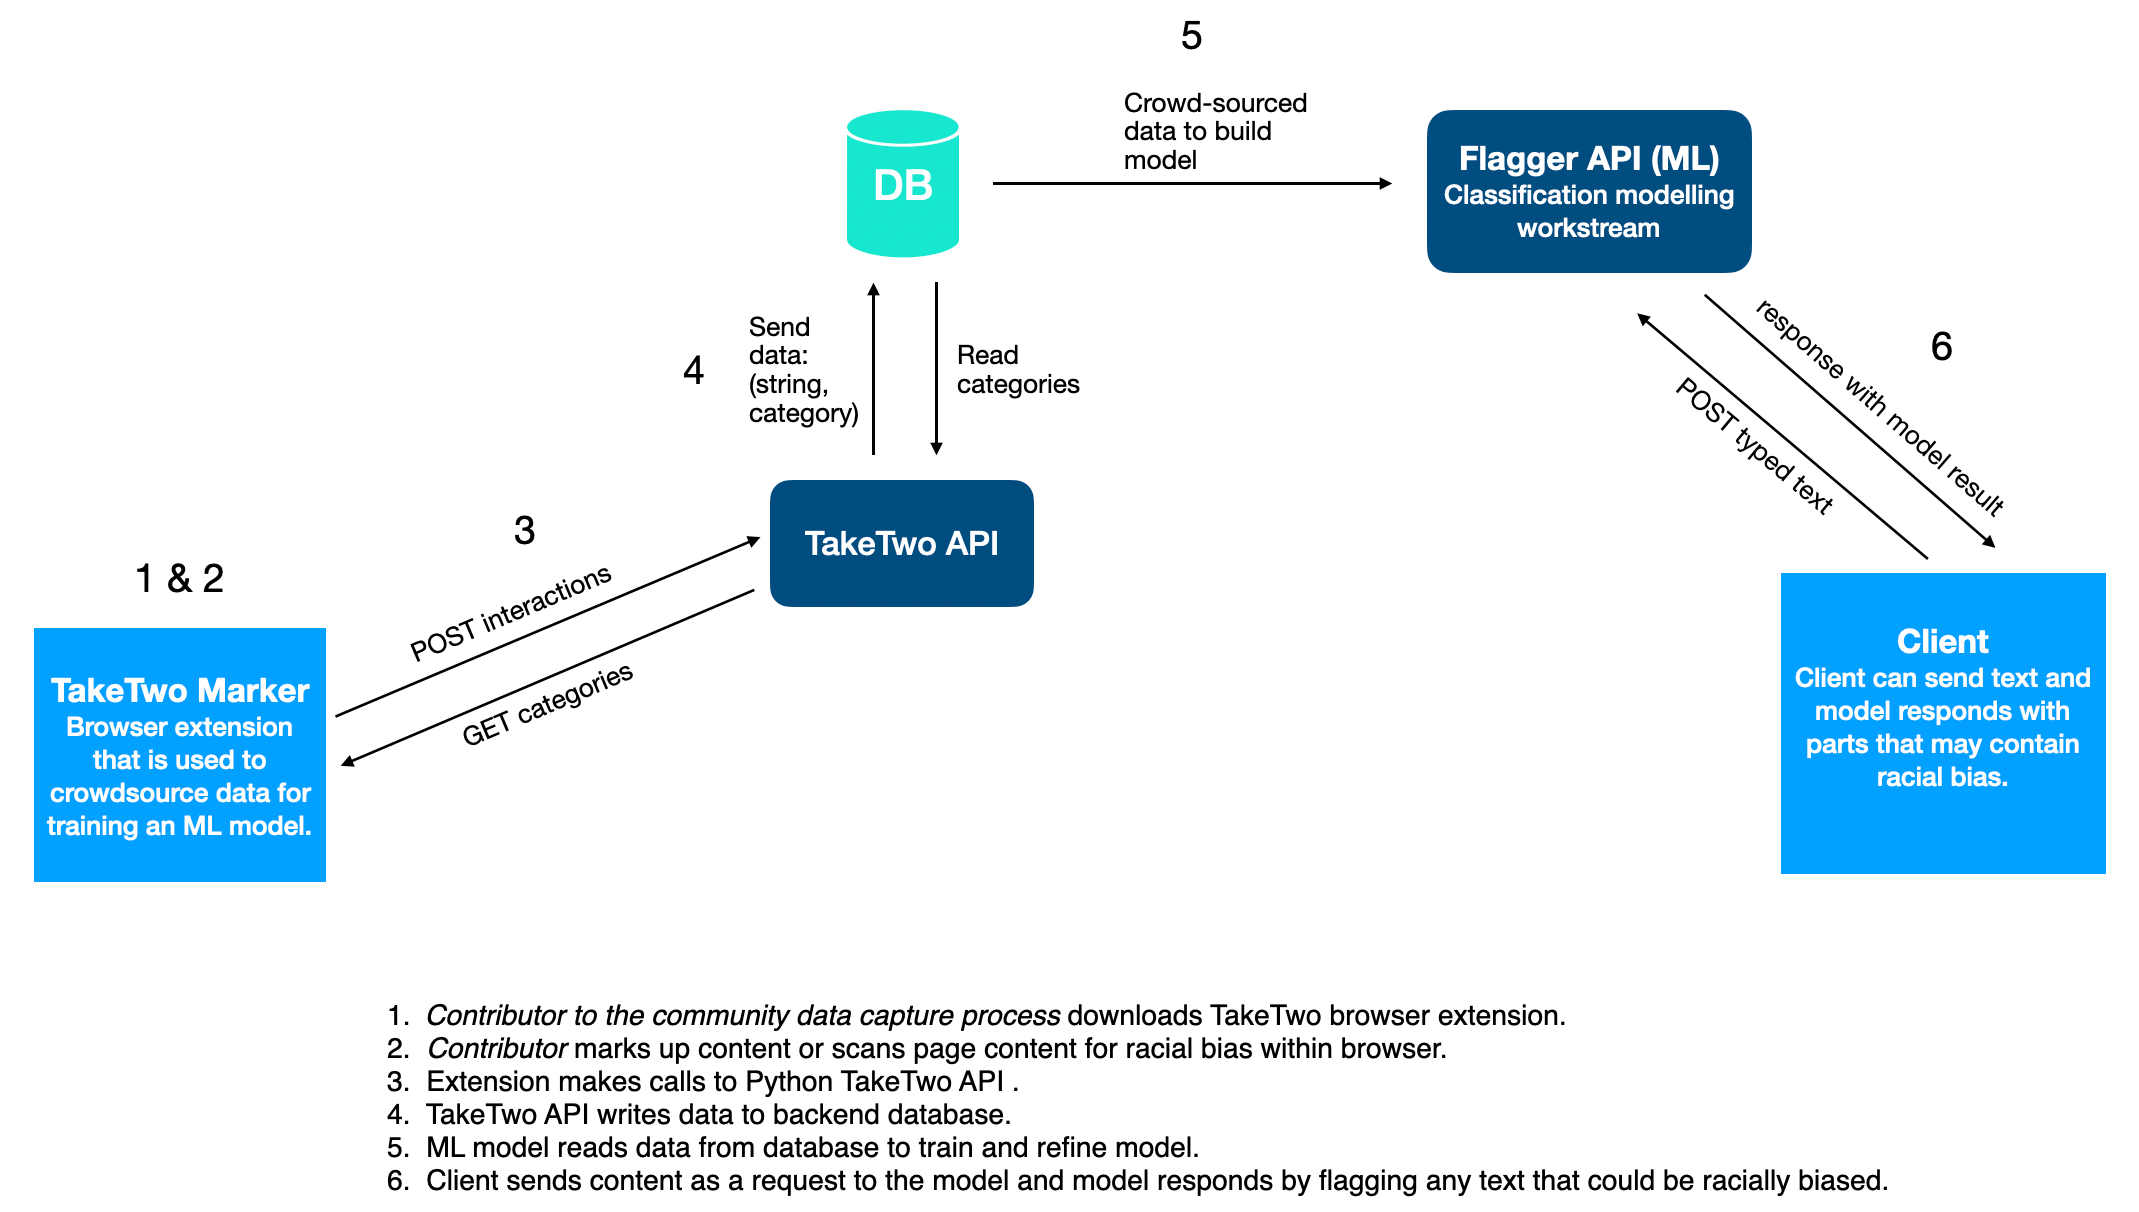 5
Crowd-sourced
data to build
model
DB
Flagger API (ML)
Classification modelling
workstream
4
Send
data:
(string,
category)
Read
categories
response with model result
6
POST typed text
3
TakeTwo API
1 & 2
POST interactions
GET categories
TakeTwo Marker
Browser extension
that is used to
crowdsource data for
training an ML model.
Client
Client can send text and
model responds with
parts that may contain
racial bias.
1. Contributor to the community data capture process downloads TakeTwo browser extension.
2. Contributor marks up content or scans page content for racial bias within browser.
3. Extension makes calls to Python TakeTwo API .
4. TakeTwo API writes data to backend database.
5. ML model reads data from database to train and refine model.
6. Client sends content as a request to the model and model responds by flagging any text that could be racially biased.